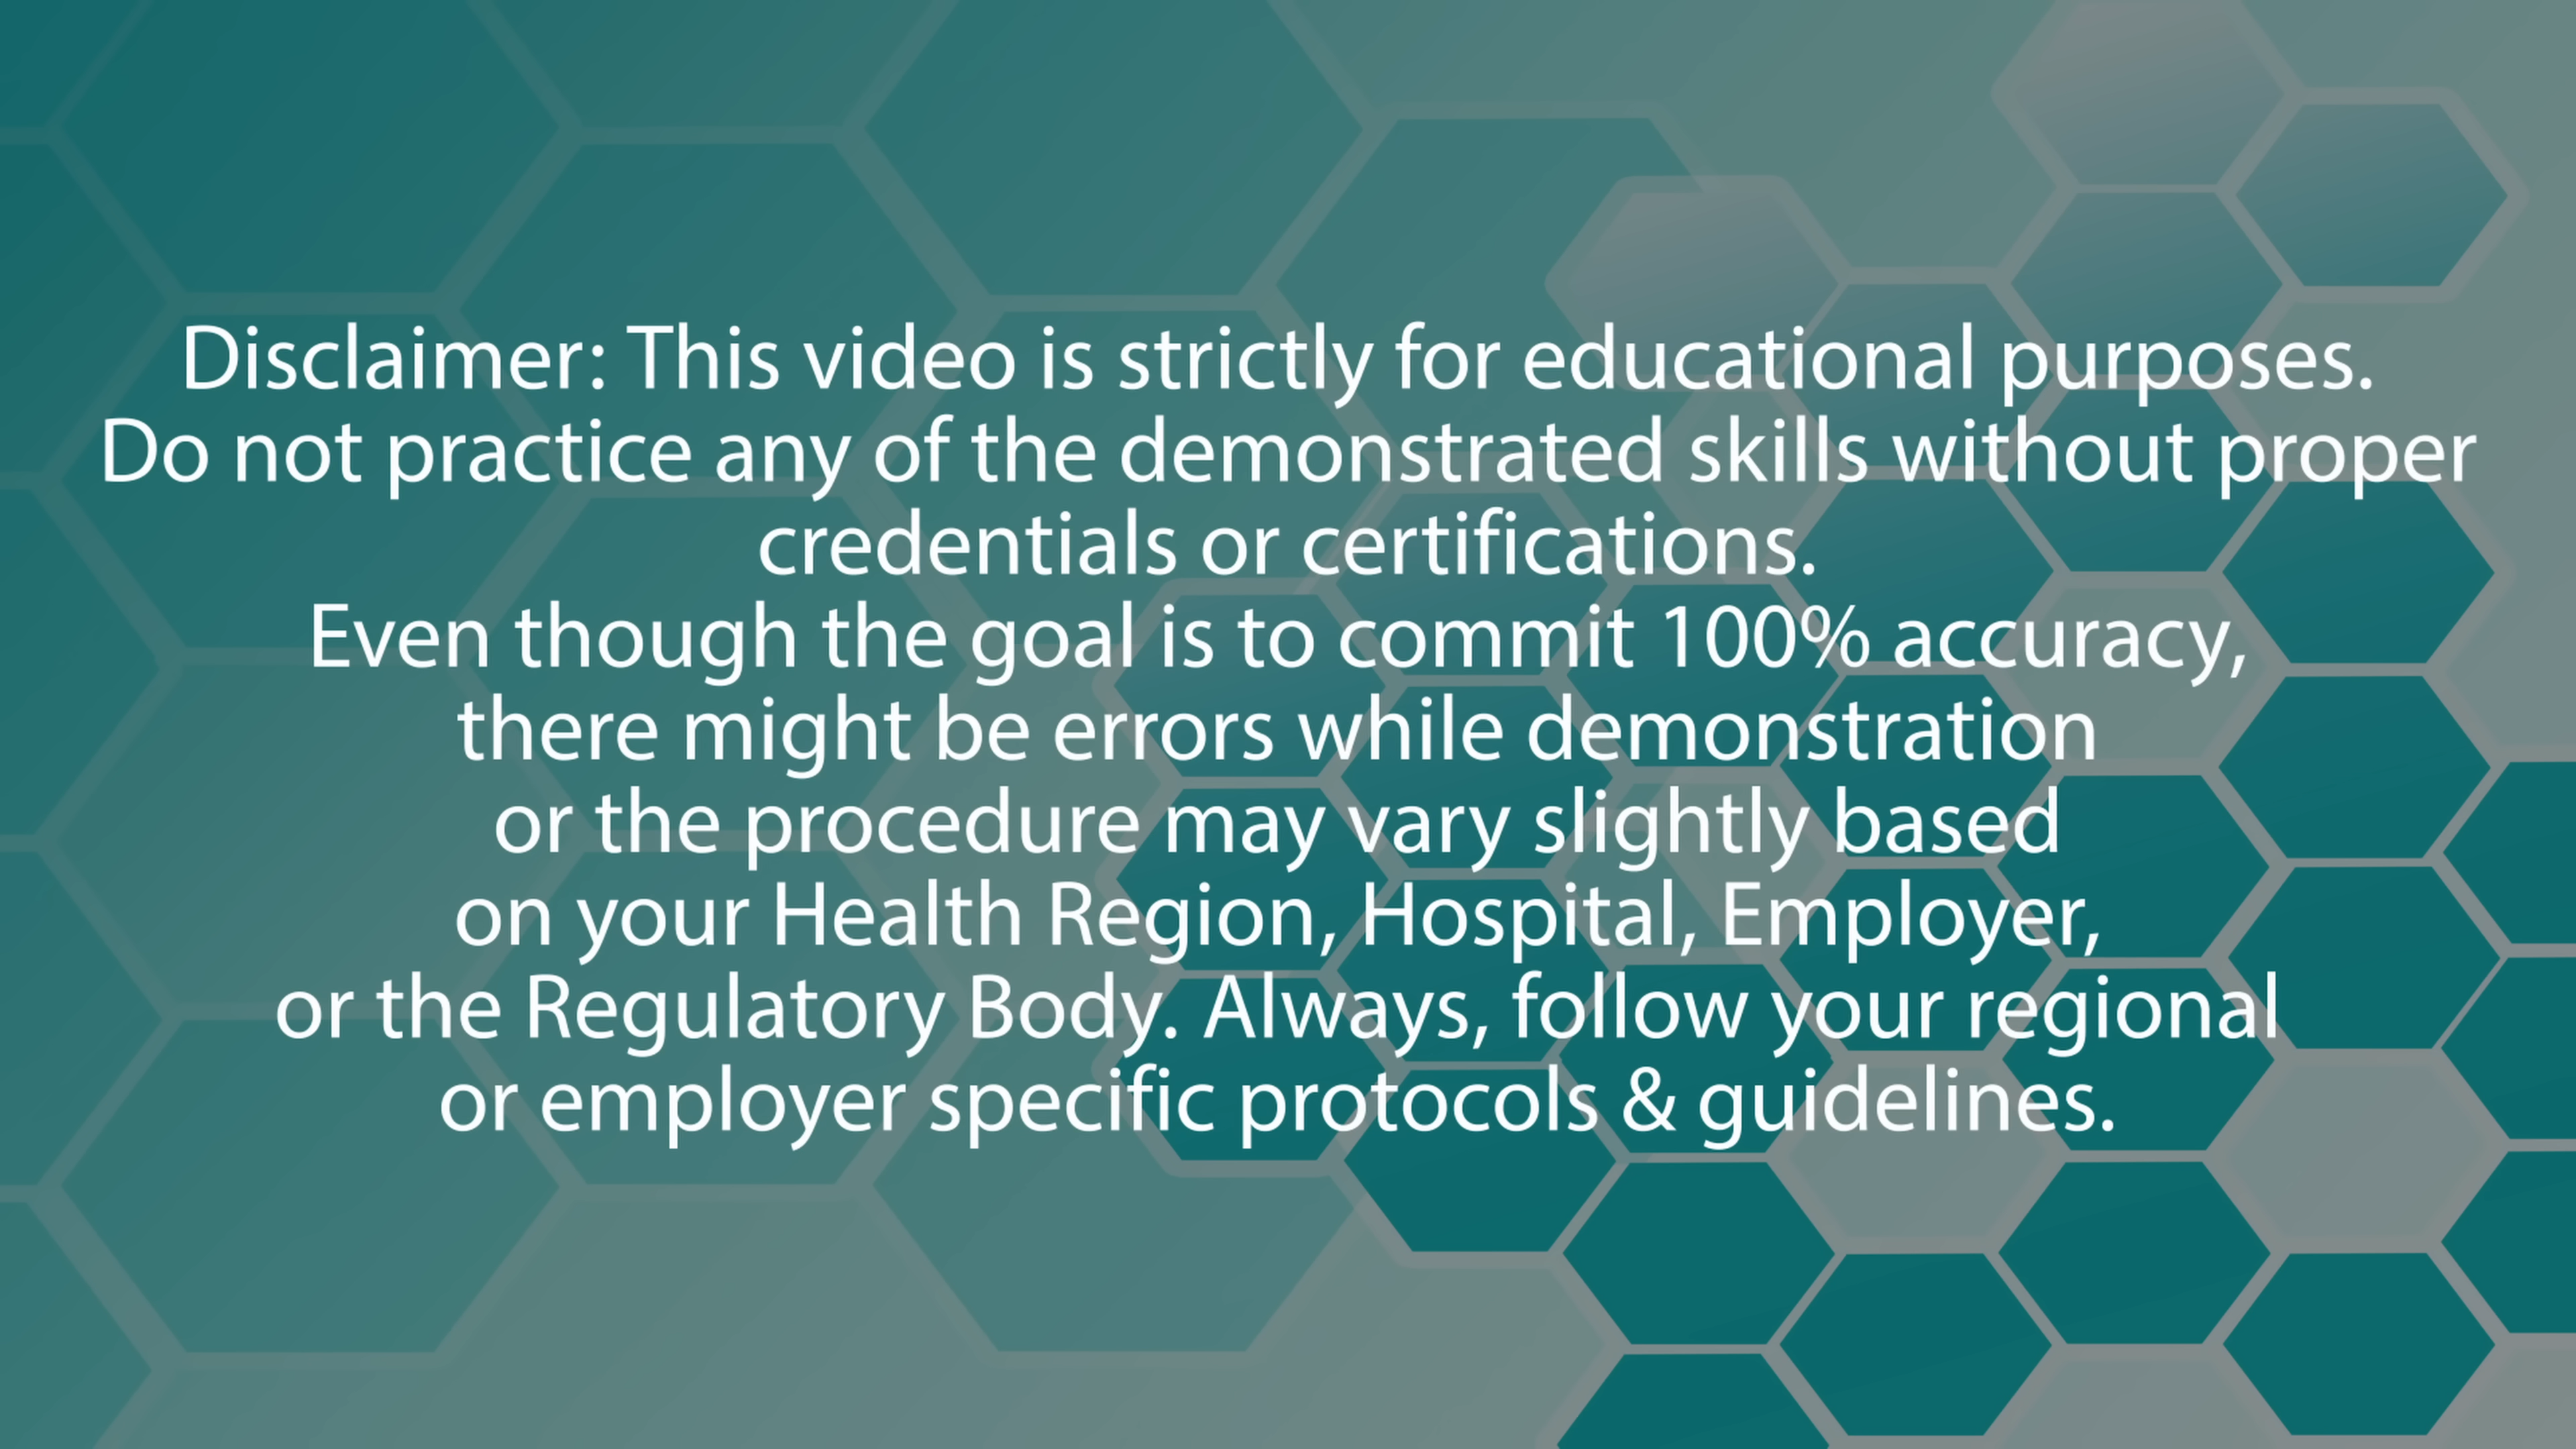 Disclaimer: This video is strictly for educational purposes.
Do not practice any of the demonstrated skills without proper
credentials or certifications.
Even though the goal is to commit 100% accuracy,
there might be errors while demonstration
or the procedure may vary slightly based
on your Health Region, Hospital, Employer,
or the Regulatory Body. Always, follow your regional
or employer specific protocols & guidelines.